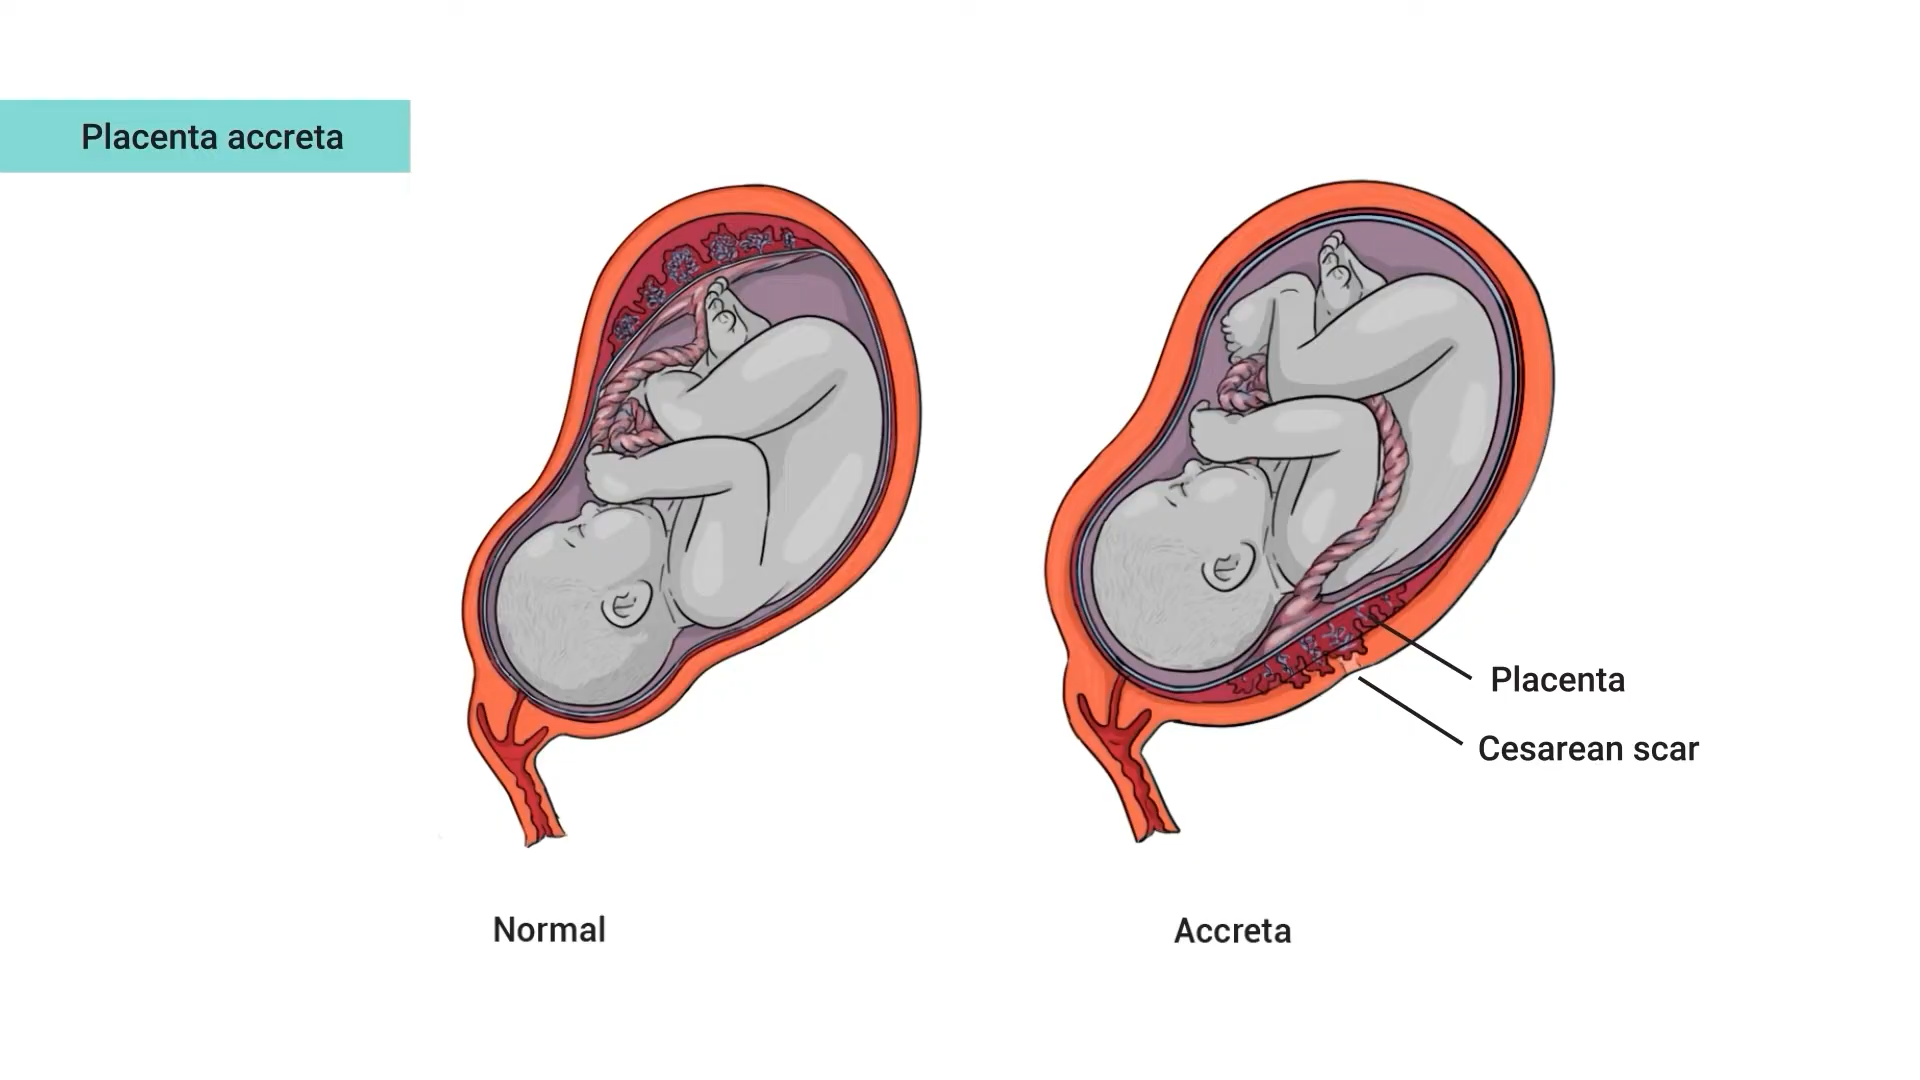 Placenta accreta
Placenta
Cesarean scar
Normal
Accreta